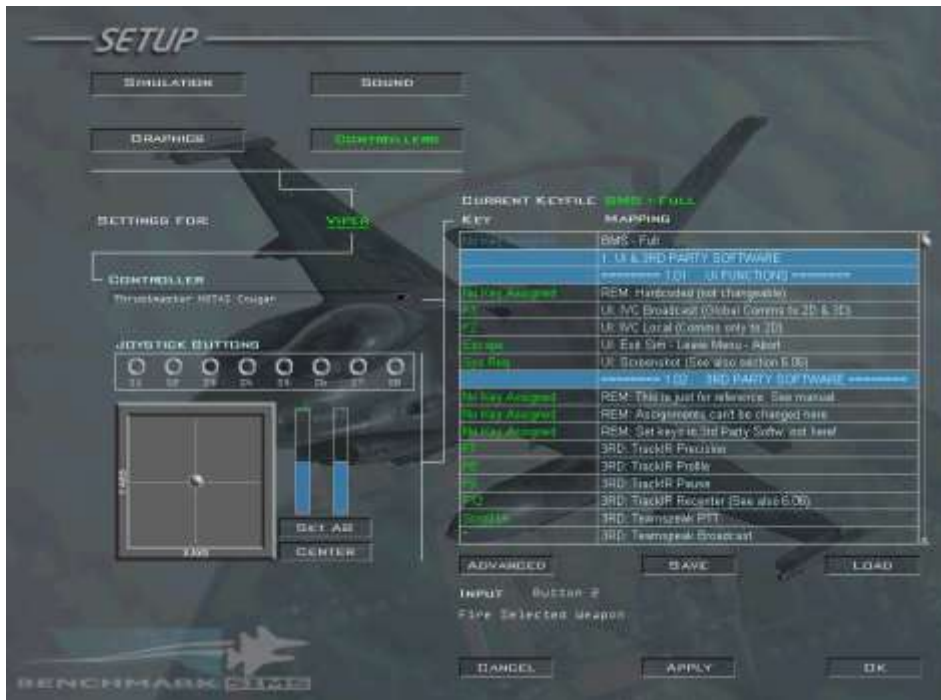 SETUP
SIMULATION
SOUND
GRAPHICS
CONTROLLERS
SETTINGS FOR:
VIPER
CONTROLLER
Thrustmaster HOTAS Cougar
JOYSTICK BUTTONS
SET AB
CENTER
CURRENT KEYFILE BMS - FULL
KEY MAPPING
BMS - Full
1. UI & 3RD PARTY SOFTWARE
======== 1.01 UI FUNCTIONS ========
No Key Assigned REM: Hardcoded (not changeable)
F1 UI: IVC Broadcast (Global Comms to 2D & 3D)
F2 UI: IVC Local (Comms only to 2D)
Escape UI: Exit Sim - Leave Menu - Abort
Sys Req UI: Screenshot (See also section 6.06)
======== 1.02 3RD PARTY SOFTWARE ========
No Key Assigned REM: This is just for reference. See manual
No Key Assigned REM: Assignments can't be changed here
No Key Assigned REM: Set keys in 3rd Party Softw, not here!
3RD: TrackIR Precision
3RD: TrackIR Profile
3RD: TrackIR Pause
F12 3RD: TrackIR Recenter (See also 6.06)
3RD: Teamspeak PTT
3RD: Teamspeak Broadcast
ADVANCED
SAVE
LOAD
INPUT Button 2
Fire Selected Weapon
CANCEL
APPLY
OK
BENCHMARK SIMS